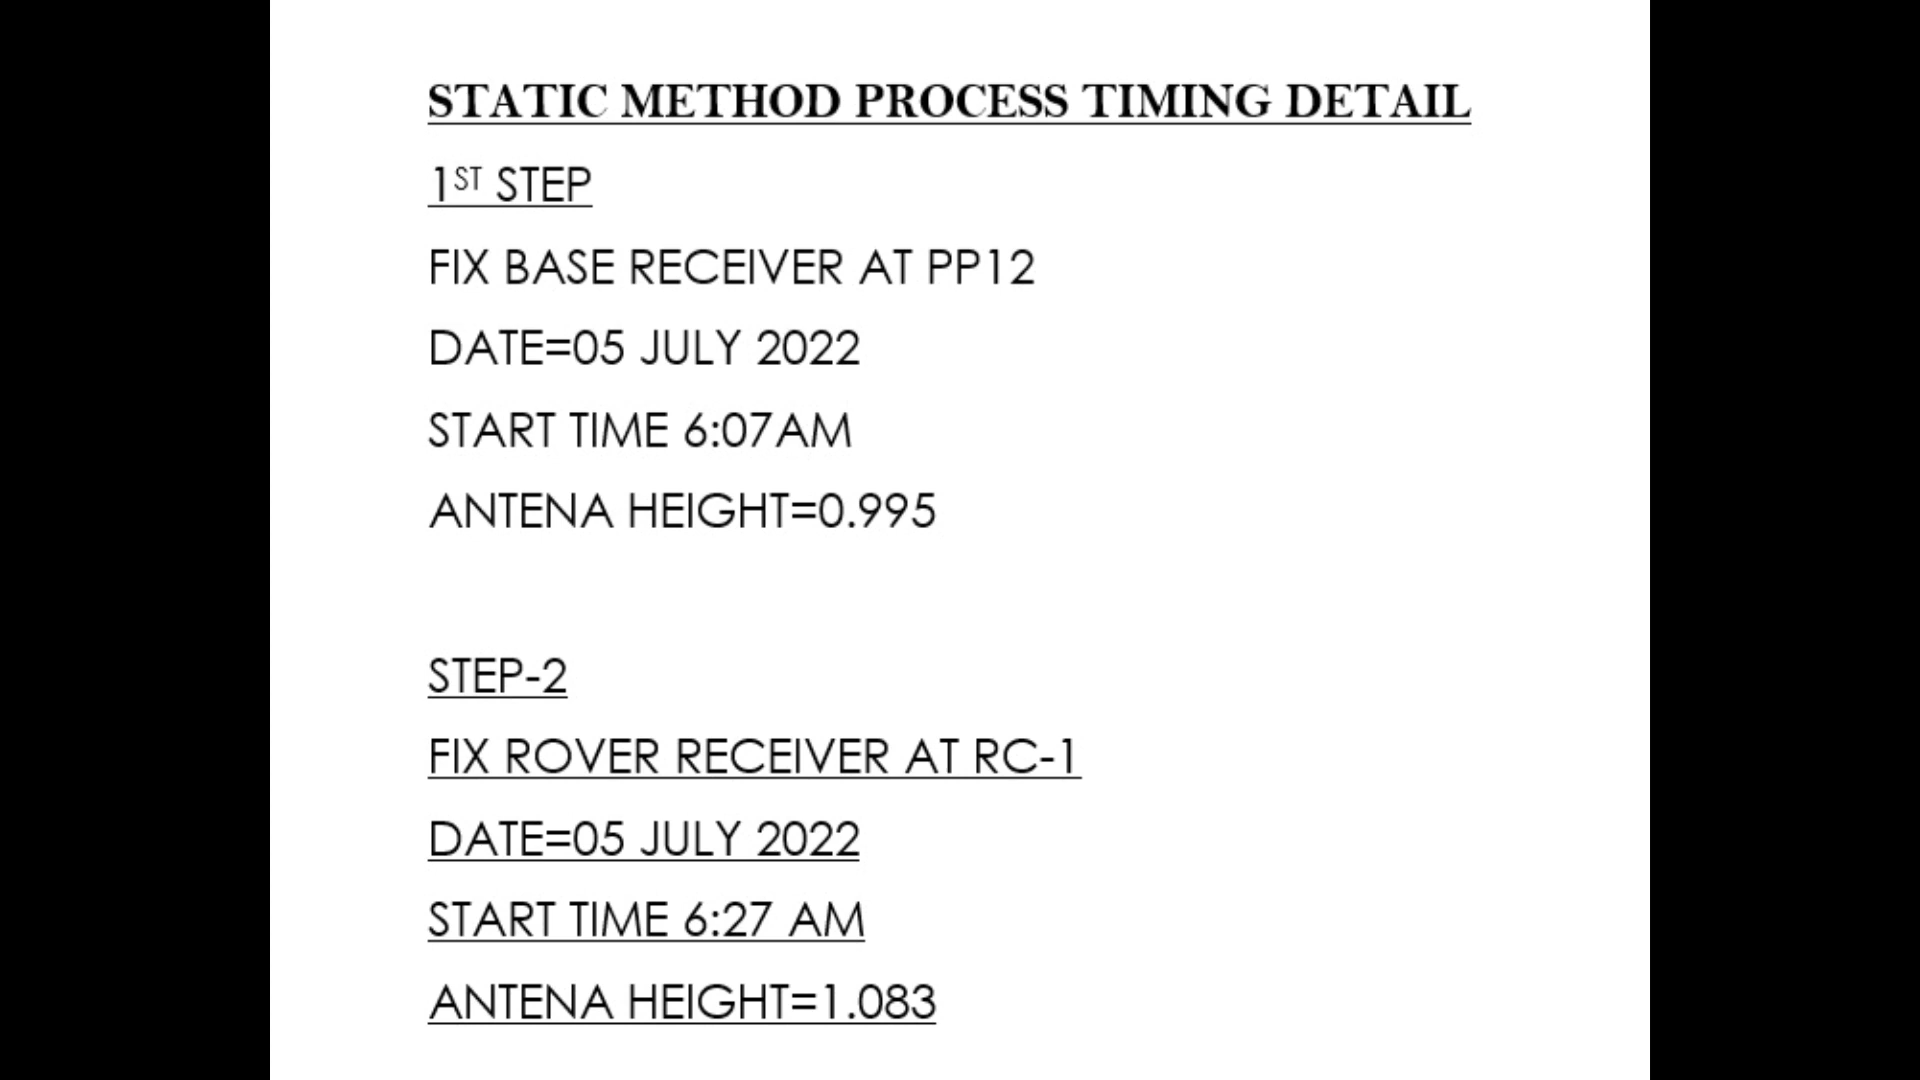 STATIC METHOD PROCESS TIMING DETAIL
1ST STEP
FIX BASE RECEIVER AT PP12
DATE=05 JULY 2022
START TIME 6:07AM
ANTENA HEIGHT=0.995
STEP-2
FIX ROVER RECEIVER AT RC-1
DATE=05 JULY 2022
START TIME 6:27 AM
ANTENA HEIGHT=1.083